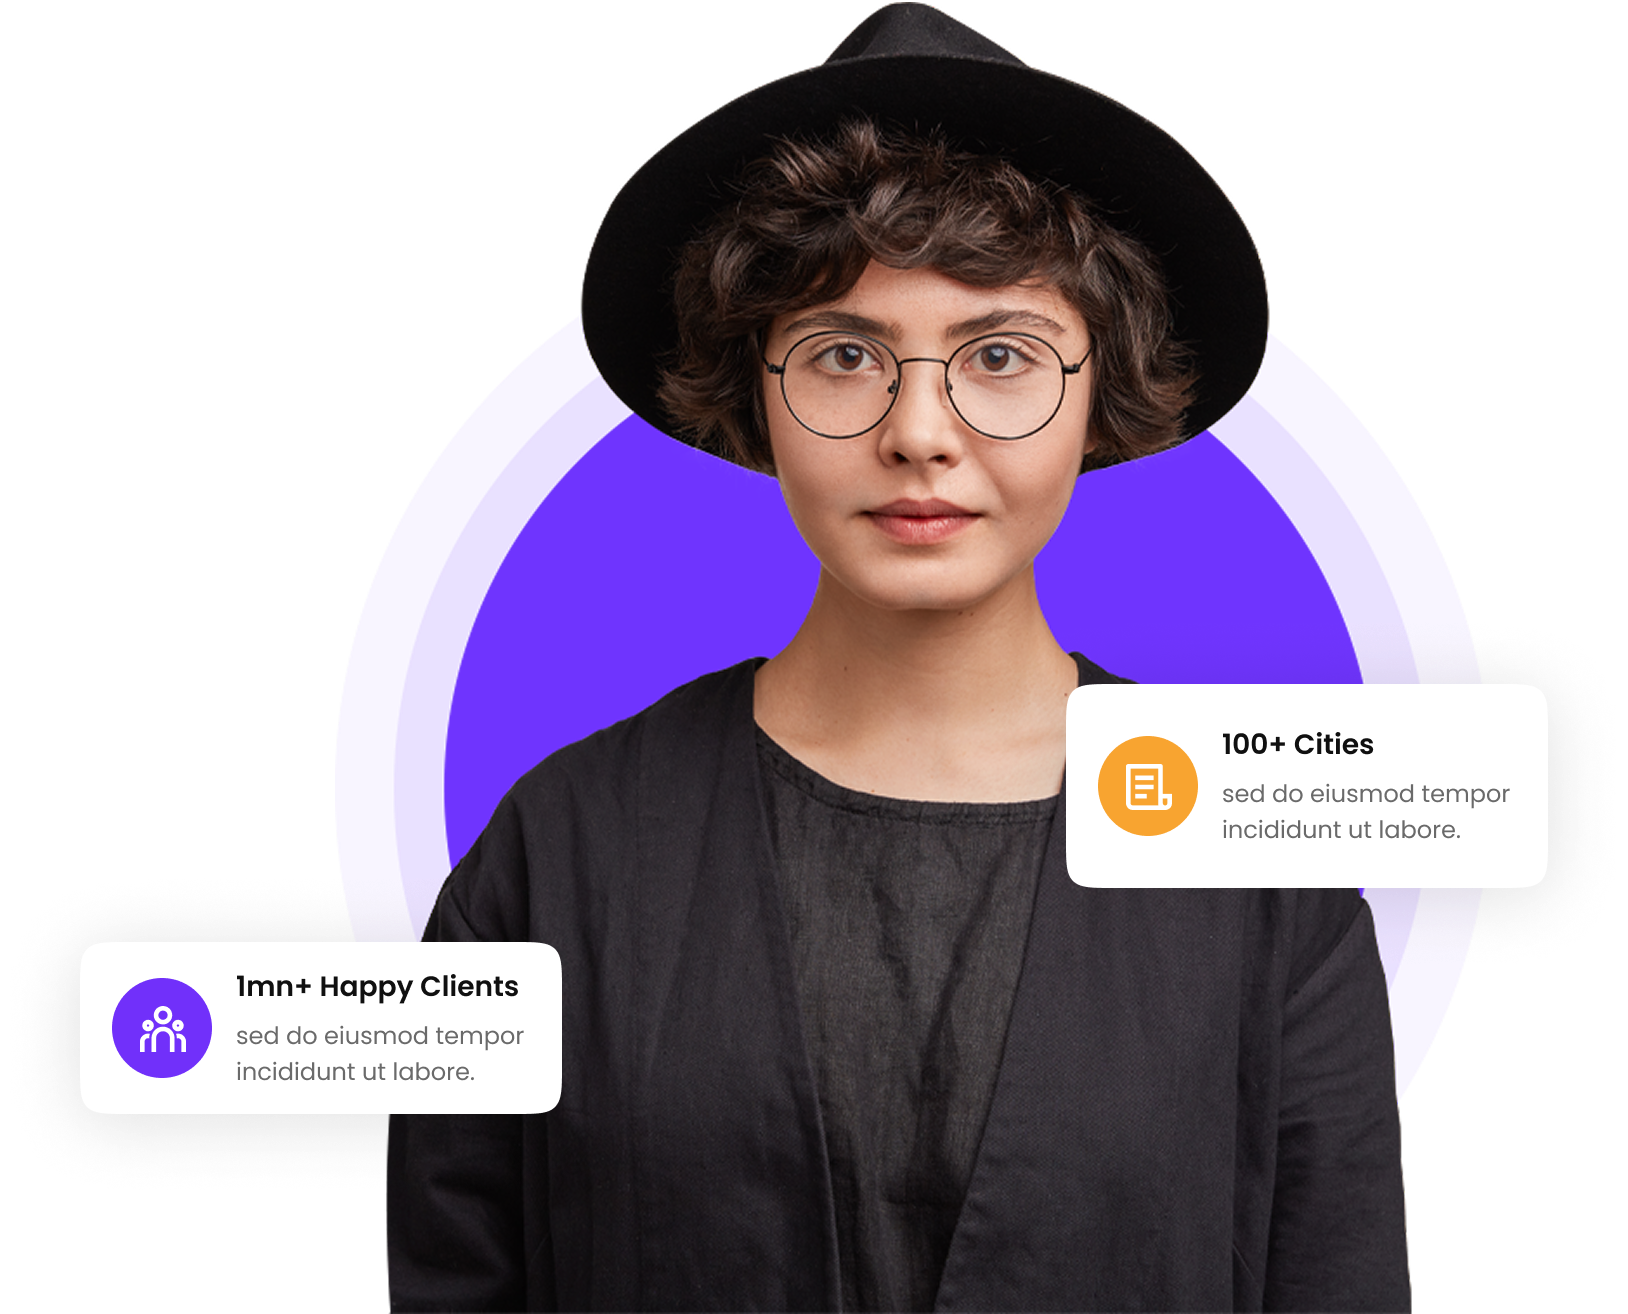 100+ Cities
sed do eiusmod tempor
incididunt ut labore.
1mn+ Happy Clients
sed do eiusmod tempor
incididunt ut labore.